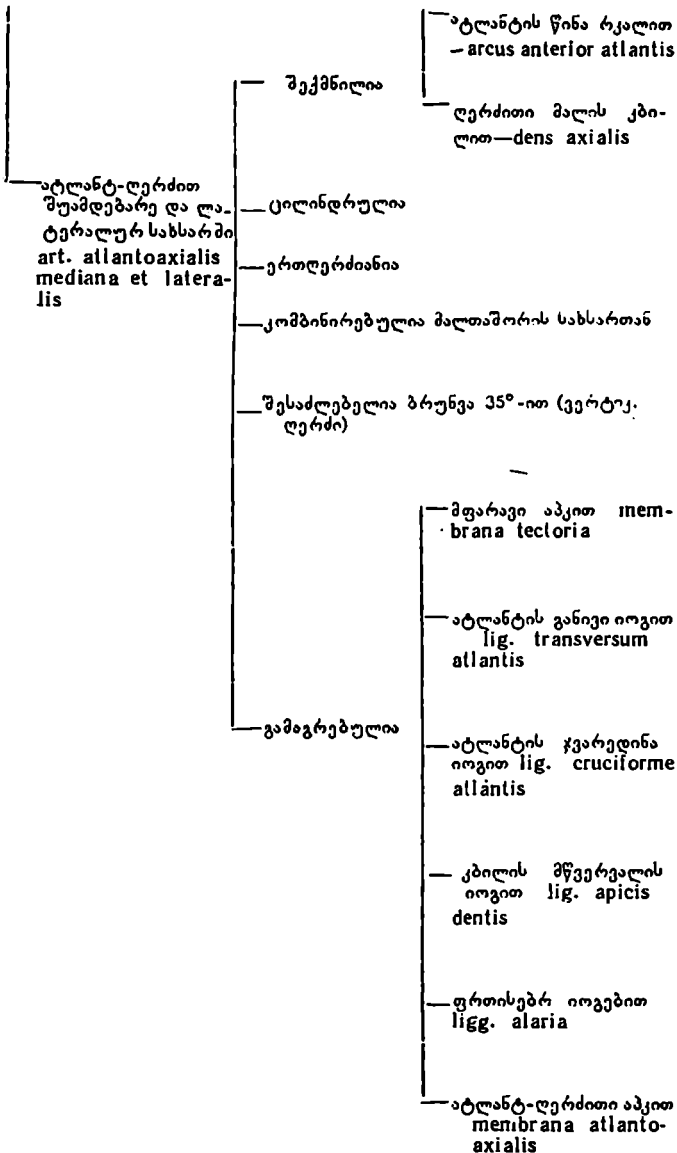 ატლანტის წინა რკალით
— arcus anterior atlantis
შექმნილია
ღერძითი მალის კბი-
ლით—dens axialis
ატლანტ-ღერძით
შუამდებარე და ლა-
ტერალურ სახსარში
art. atlantoaxialis
mediana et latera-
lis
ცილინდრულია
ერთღერძიანია
კომბინირებულია მალთაშორის სახსართან
შესაძლებელია ბრუნვა 35°-ით (ვერტიკ.
ღერძი)
მფარავი აპკით mem-
brana tectoria
ატლანტის განივი იოგით
lig. transversum
atlantis
გამაგრებულია
ატლანტის ჯვარედინა
იოგით lig. cruciforme
atlantis
კბილის მწვერვალის
იოგით lig. apicis
dentis
ფრთისებრ იოგებით
ligg. alaria
ატლანტ-ღერძითი აპკით
membrana atlanto-
axialis